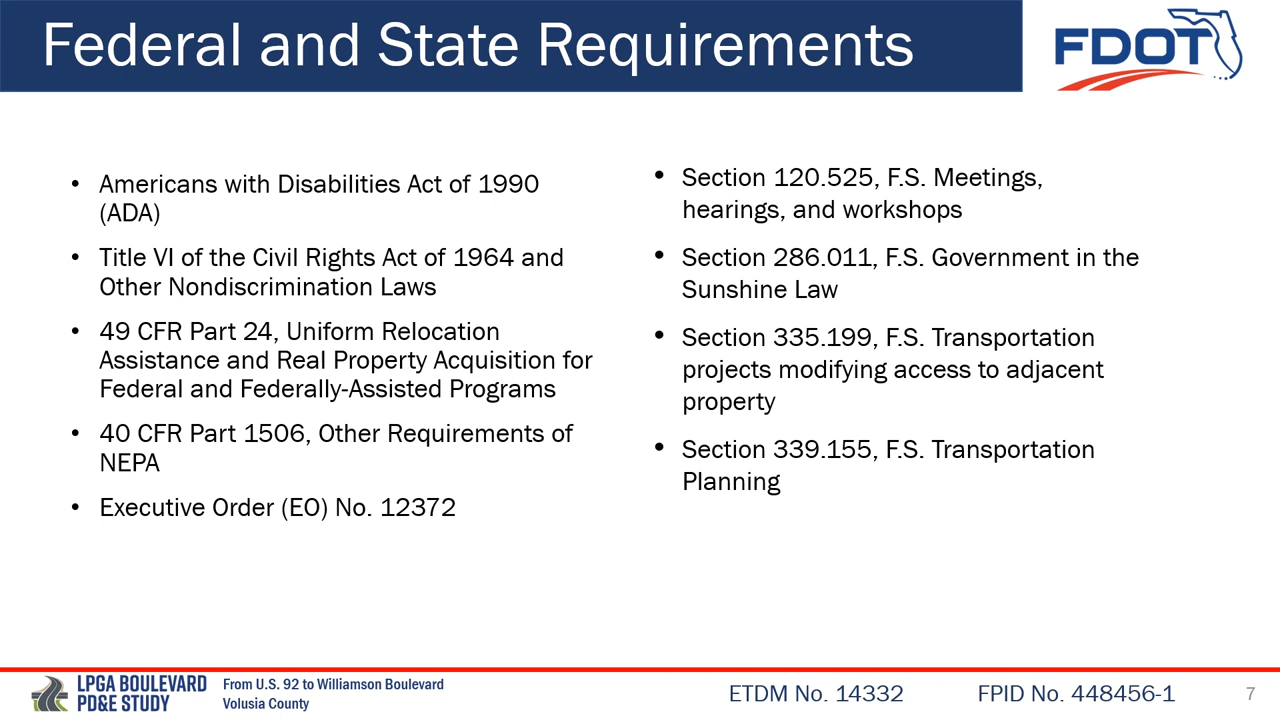 Federal and State Requirements
FDOT
• Americans with Disabilities Act of 1990
(ADA)
• Title VI of the Civil Rights Act of 1964 and
Other Nondiscrimination Laws
• 49 CFR Part 24, Uniform Relocation
Assistance and Real Property Acquisition for
Federal and Federally-Assisted Programs
• 40 CFR Part 1506, Other Requirements of
NEPA
• Executive Order (EO) No. 12372
• Section 120.525, F.S. Meetings,
hearings, and workshops
• Section 286.011, F.S. Government in the
Sunshine Law
• Section 335.199, F.S. Transportation
projects modifying access to adjacent
property
• Section 339.155, F.S. Transportation
Planning
LPGA BOULEVARD
PD&E STUDY
From U.S. 92 to Williamson Boulevard
Volusia County
ETDM No. 14332
FPID No. 448456-1
7